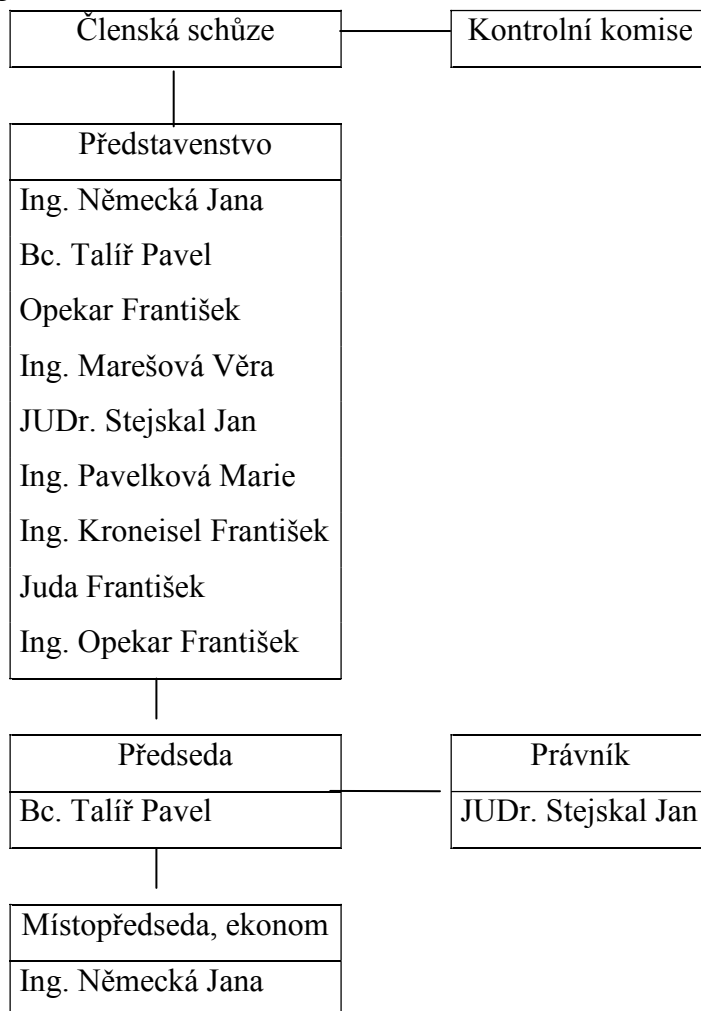 Členská schůze
Kontrolní komise
Představenstvo
Ing. Německá Jana
Bc. Talíř Pavel
Opekar František
Ing. Marešová Věra
JUDr. Stejskal Jan
Ing. Pavelková Marie
Ing. Kroneisel František
Juda František
Ing. Opekar František
Předseda
Bc. Talíř Pavel
Právník
JUDr. Stejskal Jan
Místopředseda, ekonom
Ing. Německá Jana